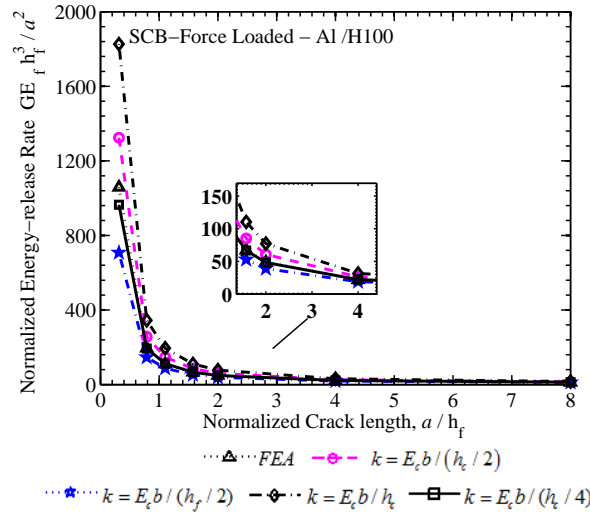 SCB−Force Loaded − Al /H100
Normalized Energy−release Rate GE_f h_f^3 / a^2
2000
1600
1200
800
400
0
150
100
50
0
2 3 4
0 1 2 3 4 5 6 7 8
Normalized Crack length, a / h_f
FEA k = E_c b / (h_c / 2)
k = E_c b / (h_f / 2) k = E_c b / h_c k = E_c b / (h_c / 4)